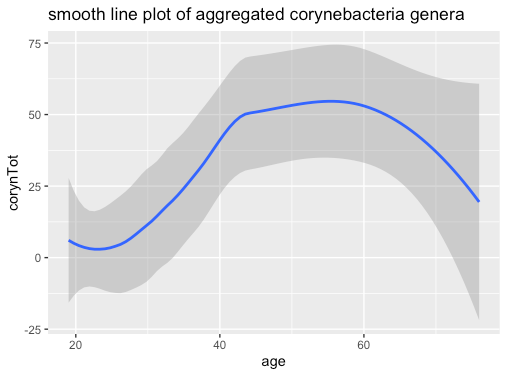 smooth line plot of aggregated corynebacteria genera
75
50
25
0
-25
corynTot
20 40 60
age